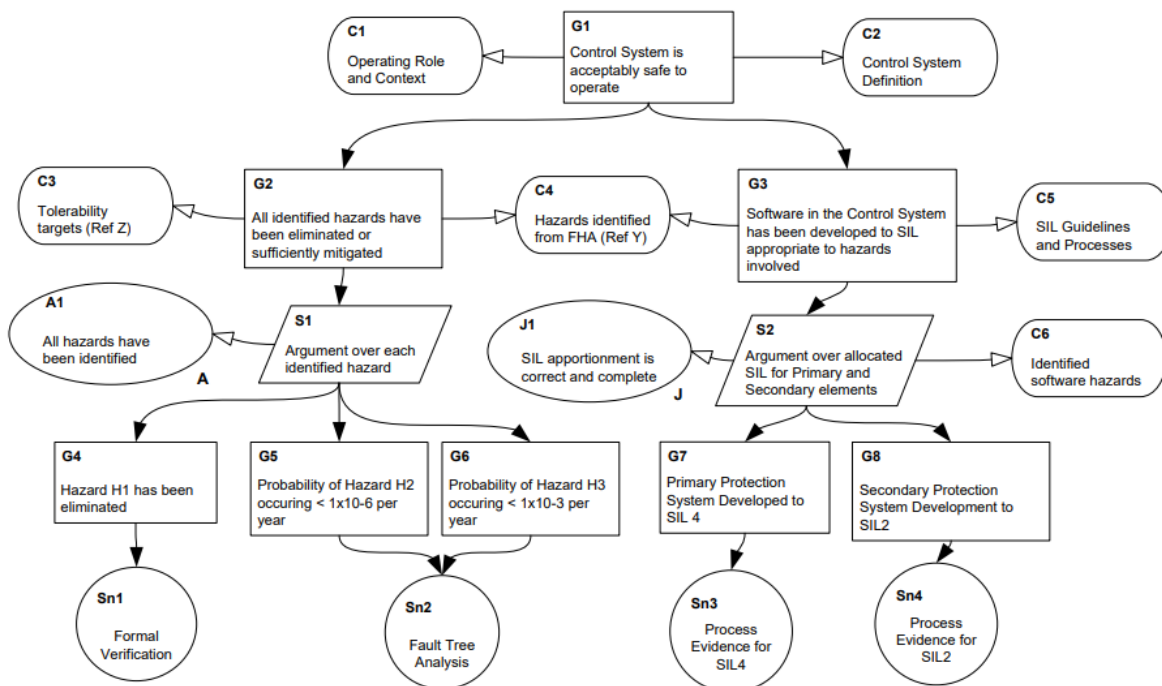 C1
Operating Role
and Context
G1
Control System is
acceptably safe to
operate
C2
Control System
Definition
C3
Tolerability
targets (Ref Z)
G2
All identified hazards have
been eliminated or
sufficiently mitigated
C4
Hazards identified
from FHA (Ref Y)
G3
Software in the Control System
has been developed to SIL
appropriate to hazards
involved
C5
SIL Guidelines
and Processes
A1
All hazards have
been identified
A
S1
Argument over each
identified hazard
J1
SIL apportionment is
correct and complete
J
S2
Argument over allocated
SIL for Primary and
Secondary elements
C6
Identified
software hazards
G4
Hazard H1 has been
eliminated
G5
Probability of Hazard H2
occuring < 1x10-6 per
year
G6
Probability of Hazard H3
occuring < 1x10-3 per
year
G7
Primary Protection
System Developed to
SIL 4
G8
Secondary Protection
System Development to
SIL2
Sn1
Formal
Verification
Sn2
Fault Tree
Analysis
Sn3
Process
Evidence for
SIL4
Sn4
Process
Evidence for
SIL2